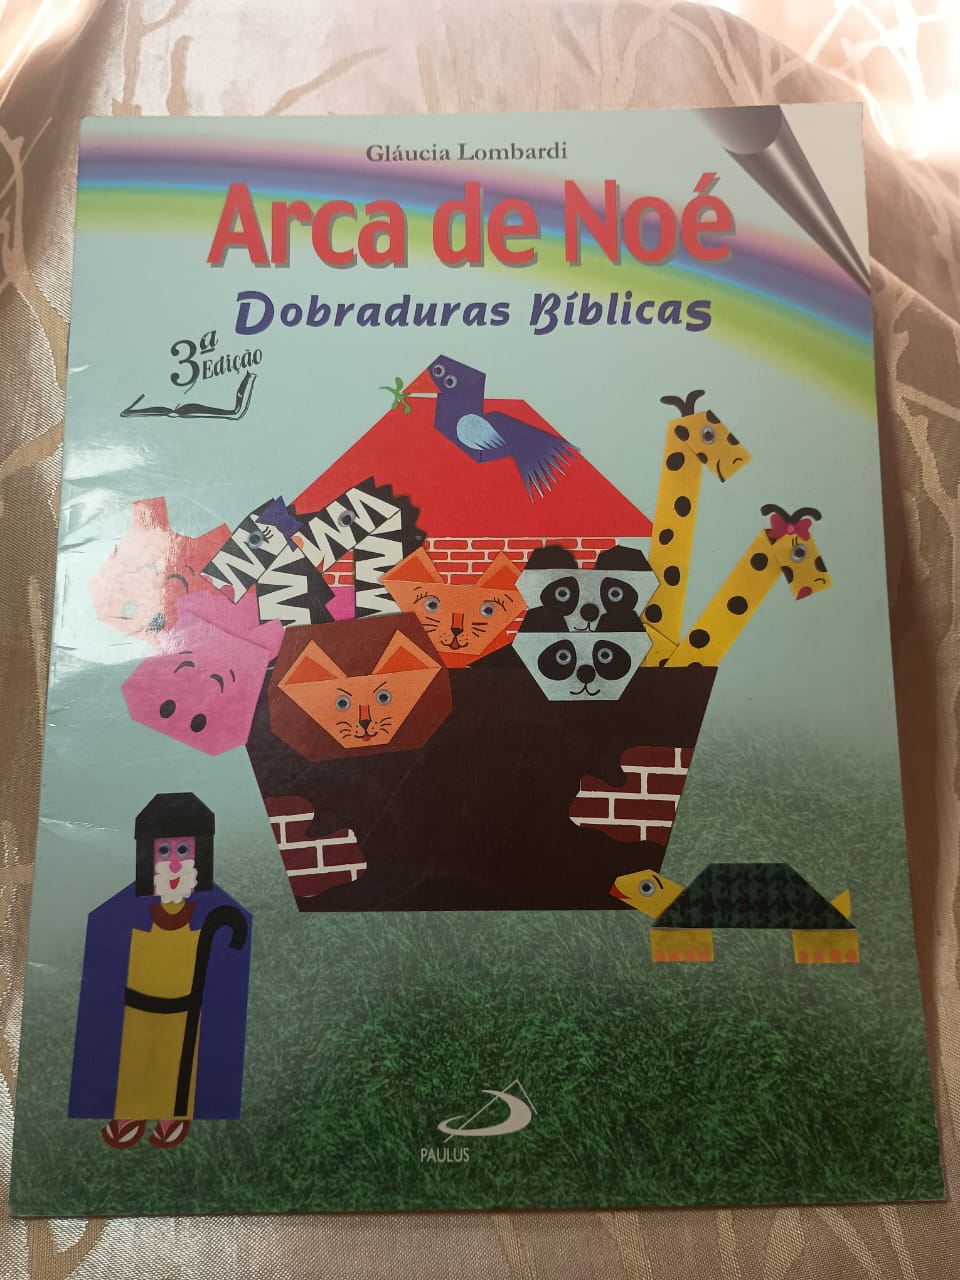 Gláucia Lombardi
Arca de Noé
Dobraduras Bíblicas
3ª
Edição
PAULUS